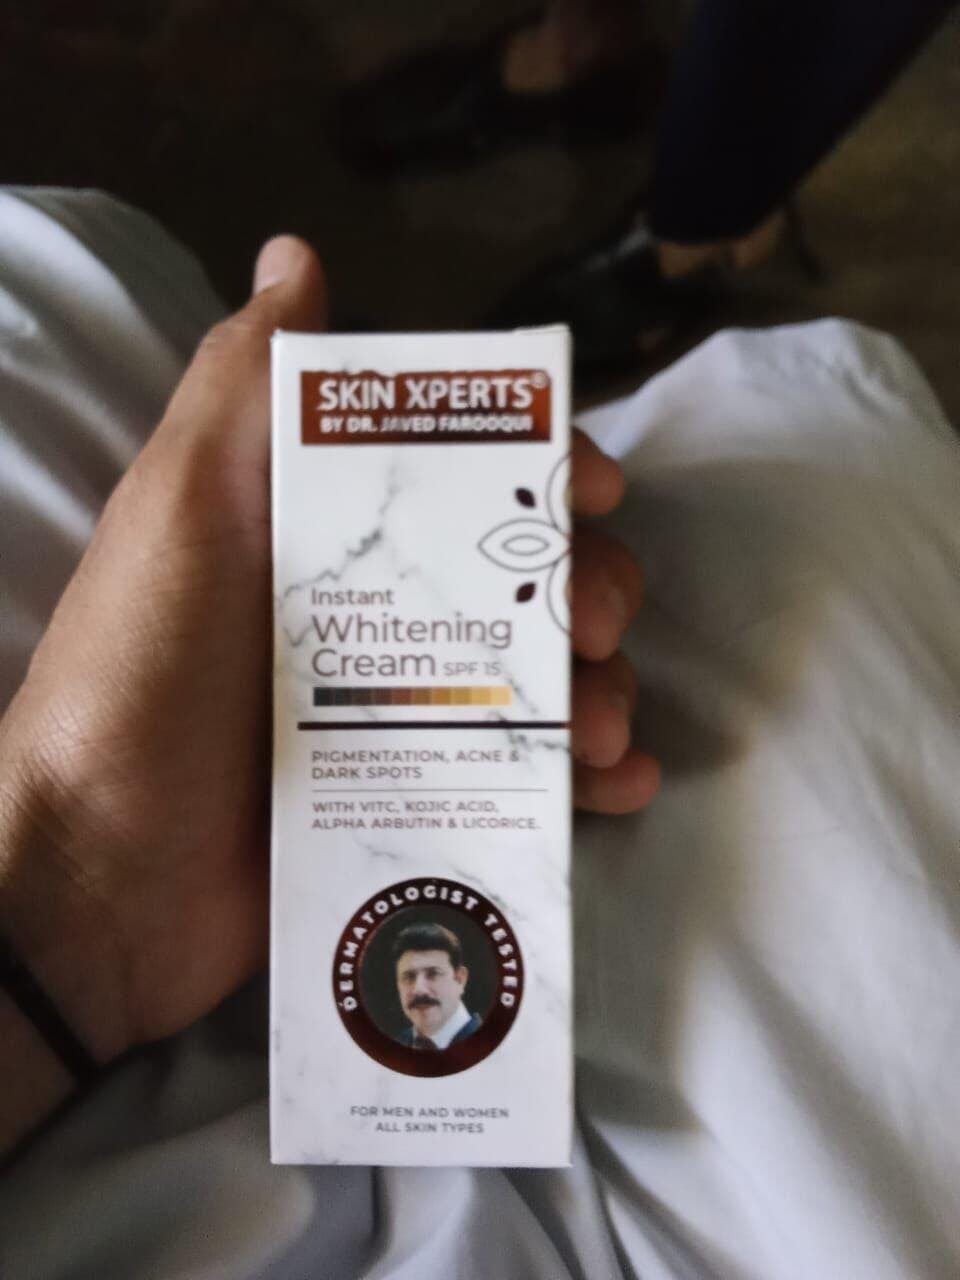 SKIN XPERTS®
BY DR. JAVED FAROOQUI
Instant
Whitening
Cream SPF 15
PIGMENTATION, ACNE &
DARK SPOTS
WITH VITC, KOJIC ACID,
ALPHA ARBUTIN & LICORICE.
DERMATOLOGIST TESTED
FOR MEN AND WOMEN
ALL SKIN TYPES